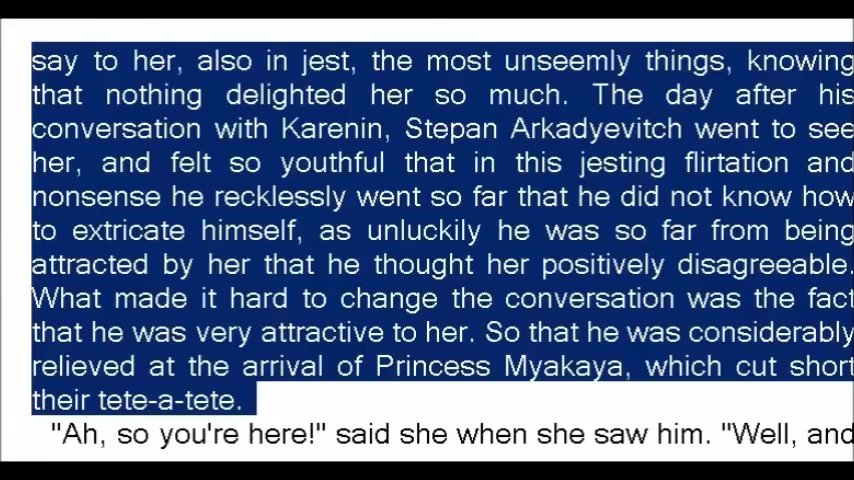 say to her, also in jest, the most unseemly things, knowing
that nothing delighted her so much. The day after his
conversation with Karenin, Stepan Arkadyevitch went to see
her, and felt so youthful that in this jesting flirtation and
nonsense he recklessly went so far that he did not know how
to extricate himself, as unluckily he was so far from being
attracted by her that he thought her positively disagreeable.
What made it hard to change the conversation was the fact
that he was very attractive to her. So that he was considerably
relieved at the arrival of Princess Myakaya, which cut short
their tete-a-tete.
"Ah, so you're here!" said she when she saw him. "Well, and